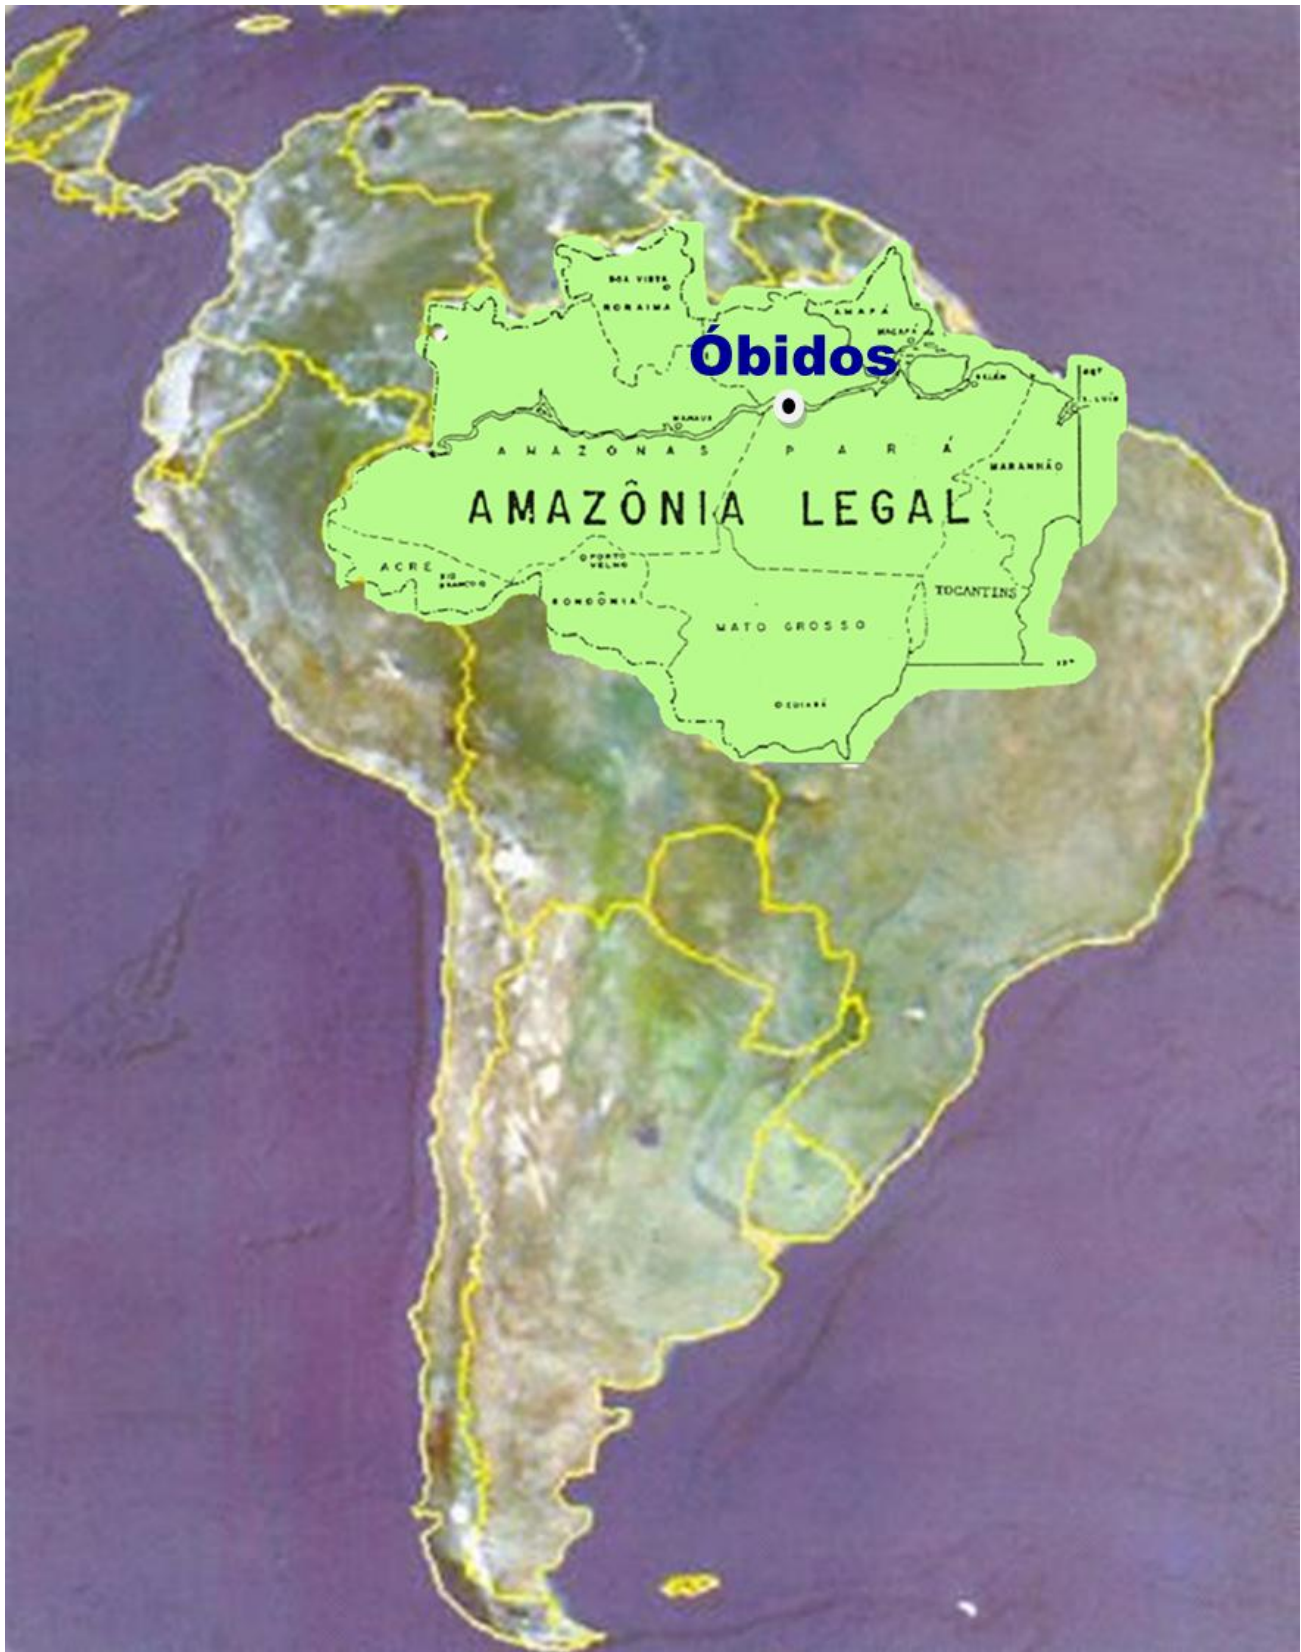 BOA VISTA
RORAIMA
AMAPÁ
MACAPÁ
Óbidos
BELÉM
S. LUÍS
MANAUS
AMAZONAS PARÁ
MARANHÃO
AMAZÔNIA LEGAL
PORTO
VELHO
ACRE
RIO
BRANCO
RONDÔNIA
TOCANTINS
MATO GROSSO
CUIABÁ